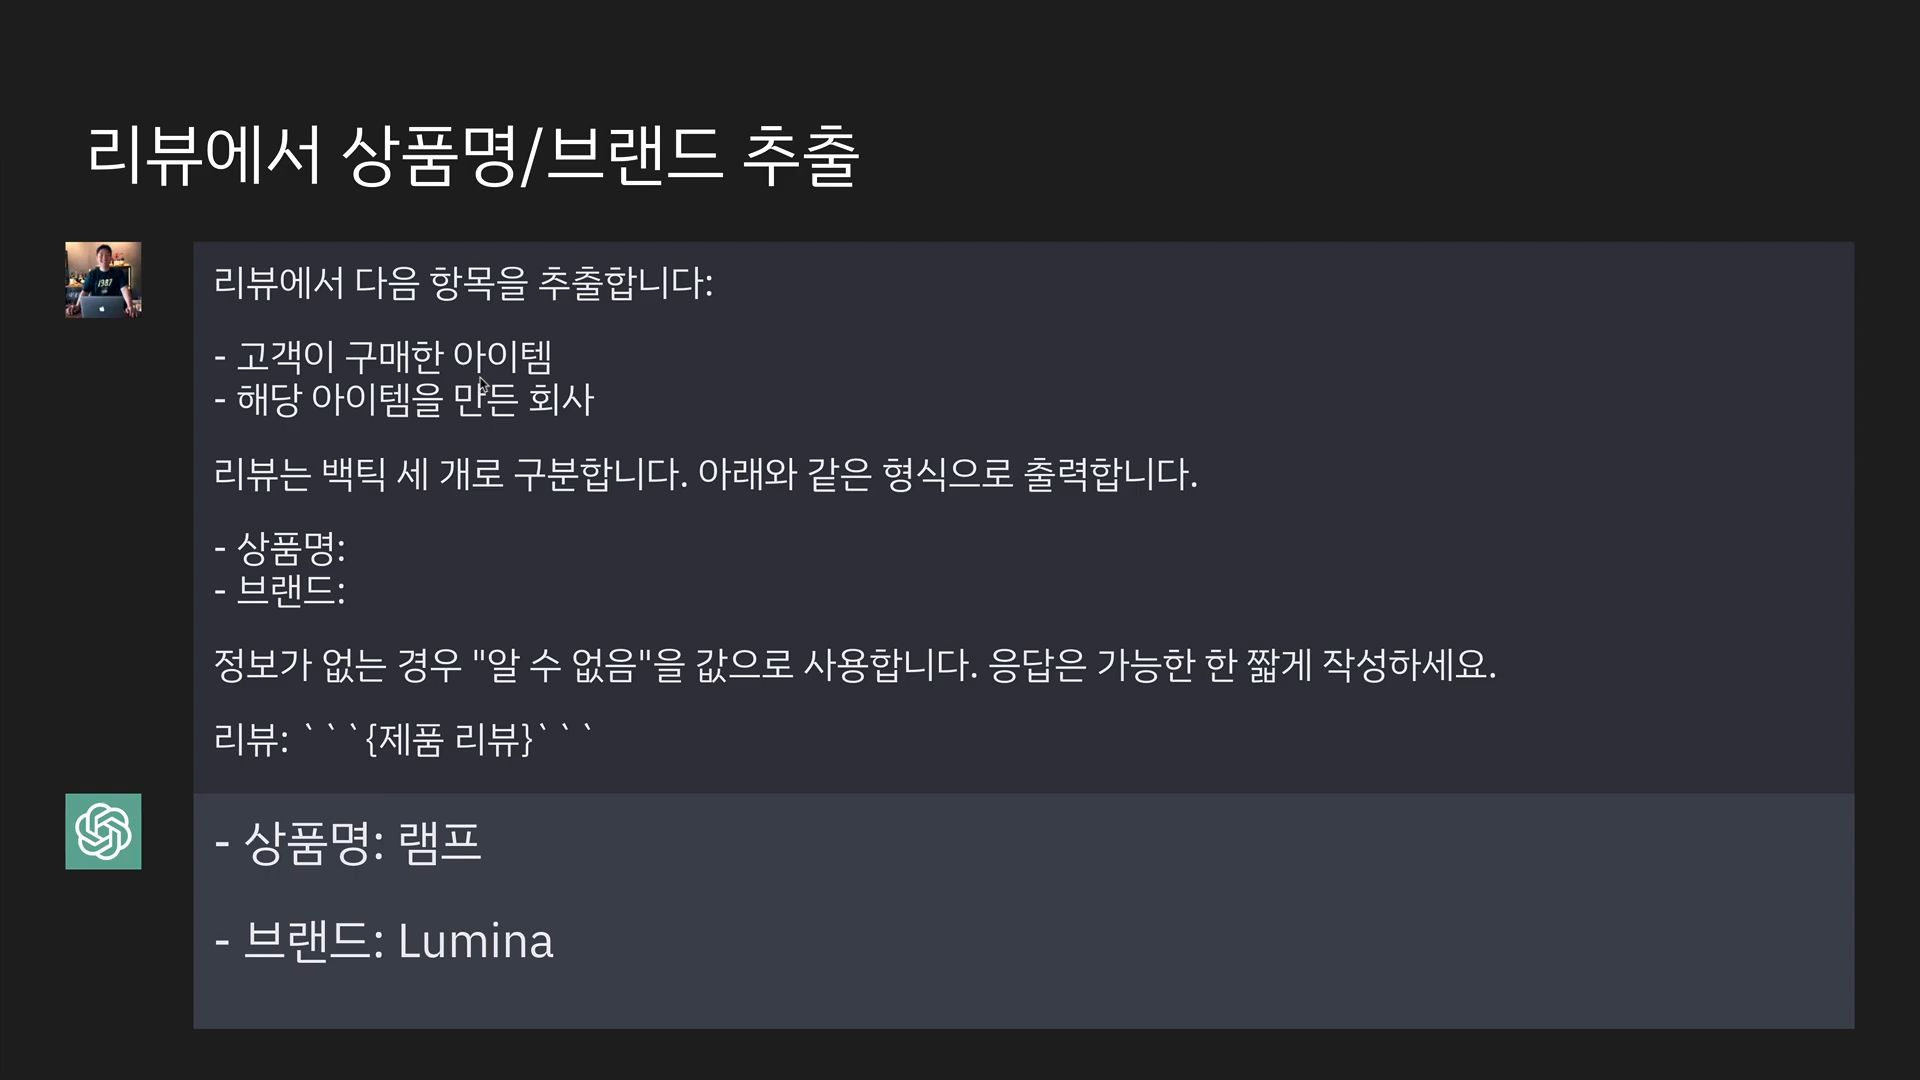 리뷰에서 상품명/브랜드 추출
리뷰에서 다음 항목을 추출합니다:
- 고객이 구매한 아이템
- 해당 아이템을 만든 회사
리뷰는 백틱 세 개로 구분합니다. 아래와 같은 형식으로 출력합니다.
- 상품명:
- 브랜드:
정보가 없는 경우 "알 수 없음"을 값으로 사용합니다. 응답은 가능한 한 짧게 작성하세요.
리뷰: ```{제품 리뷰}```
- 상품명: 램프
- 브랜드: Lumina